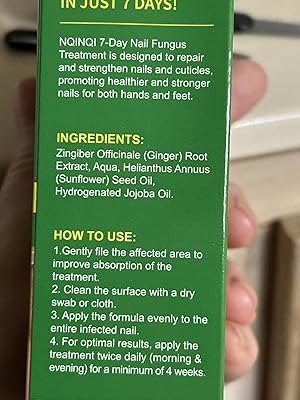 IN JUST 7 DAYS!
NQINQI 7-Day Nail Fungus
Treatment is designed to repair
and strengthen nails and cuticles,
promoting healthier and stronger
nails for both hands and feet.
INGREDIENTS:
Zingiber Officinale (Ginger) Root
Extract, Aqua, Helianthus Annuus
(Sunflower) Seed Oil,
Hydrogenated Jojoba Oil.
HOW TO USE:
1.Gently file the affected area to
improve absorption of the
treatment.
2. Clean the surface with a dry
swab or cloth.
3. Apply the formula evenly to the
entire infected nail.
4. For optimal results, apply the
treatment twice daily (morning &
evening) for a minimum of 4 weeks.